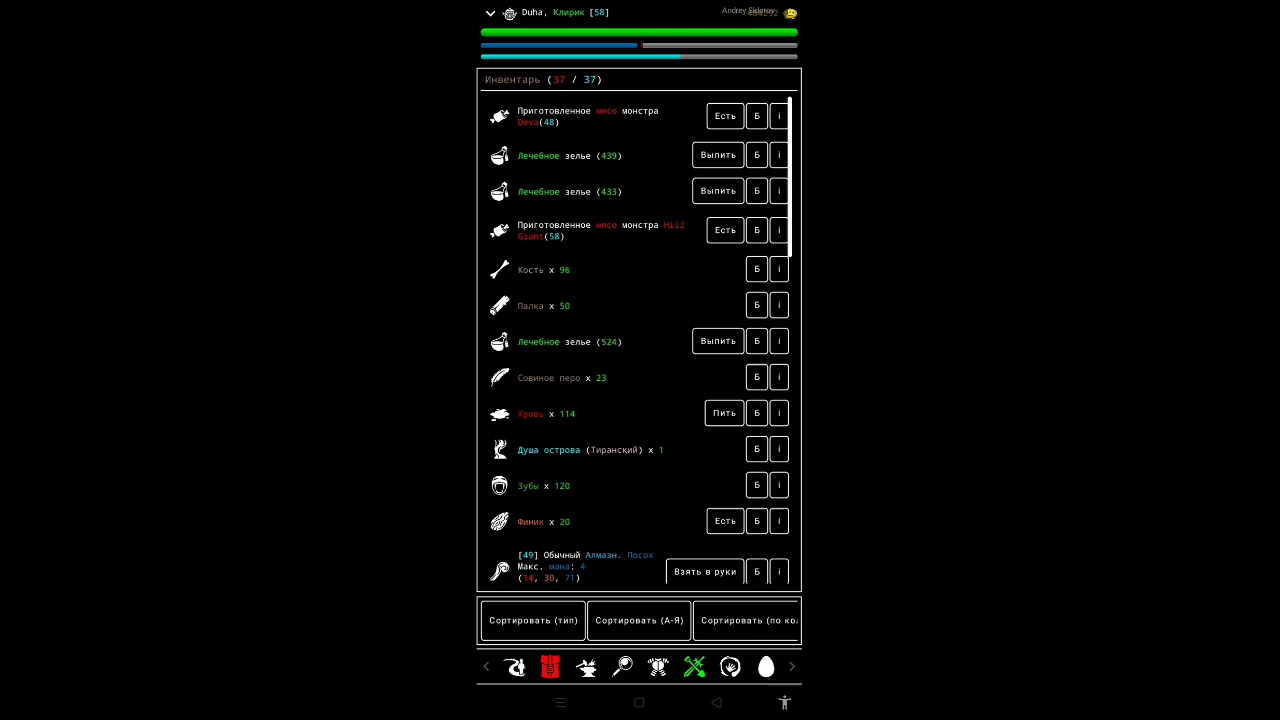 Duha, Клирик [58]
Andrey Sidorov
Инвентарь (37 / 37)
Приготовленное мясо монстра
Deva(48)
Есть Б i
Лечебное зелье (439)
Выпить Б i
Лечебное зелье (433)
Выпить Б i
Приготовленное мясо монстра Hill
Giant(58)
Есть Б i
Кость x 96
Б i
Палка x 50
Б i
Лечебное зелье (524)
Выпить Б i
Совиное перо x 23
Б i
Кровь x 114
Пить Б i
Душа острова (Тиранский) x 1
Б i
Зубы x 120
Б i
Финик x 20
Есть Б i
[49] Обычный Алмазн. Посох
Макс. мана: 4
(14, 30, 71)
Взять в руки Б i
Сортировать (тип) Сортировать (А-Я) Сортировать (по кол